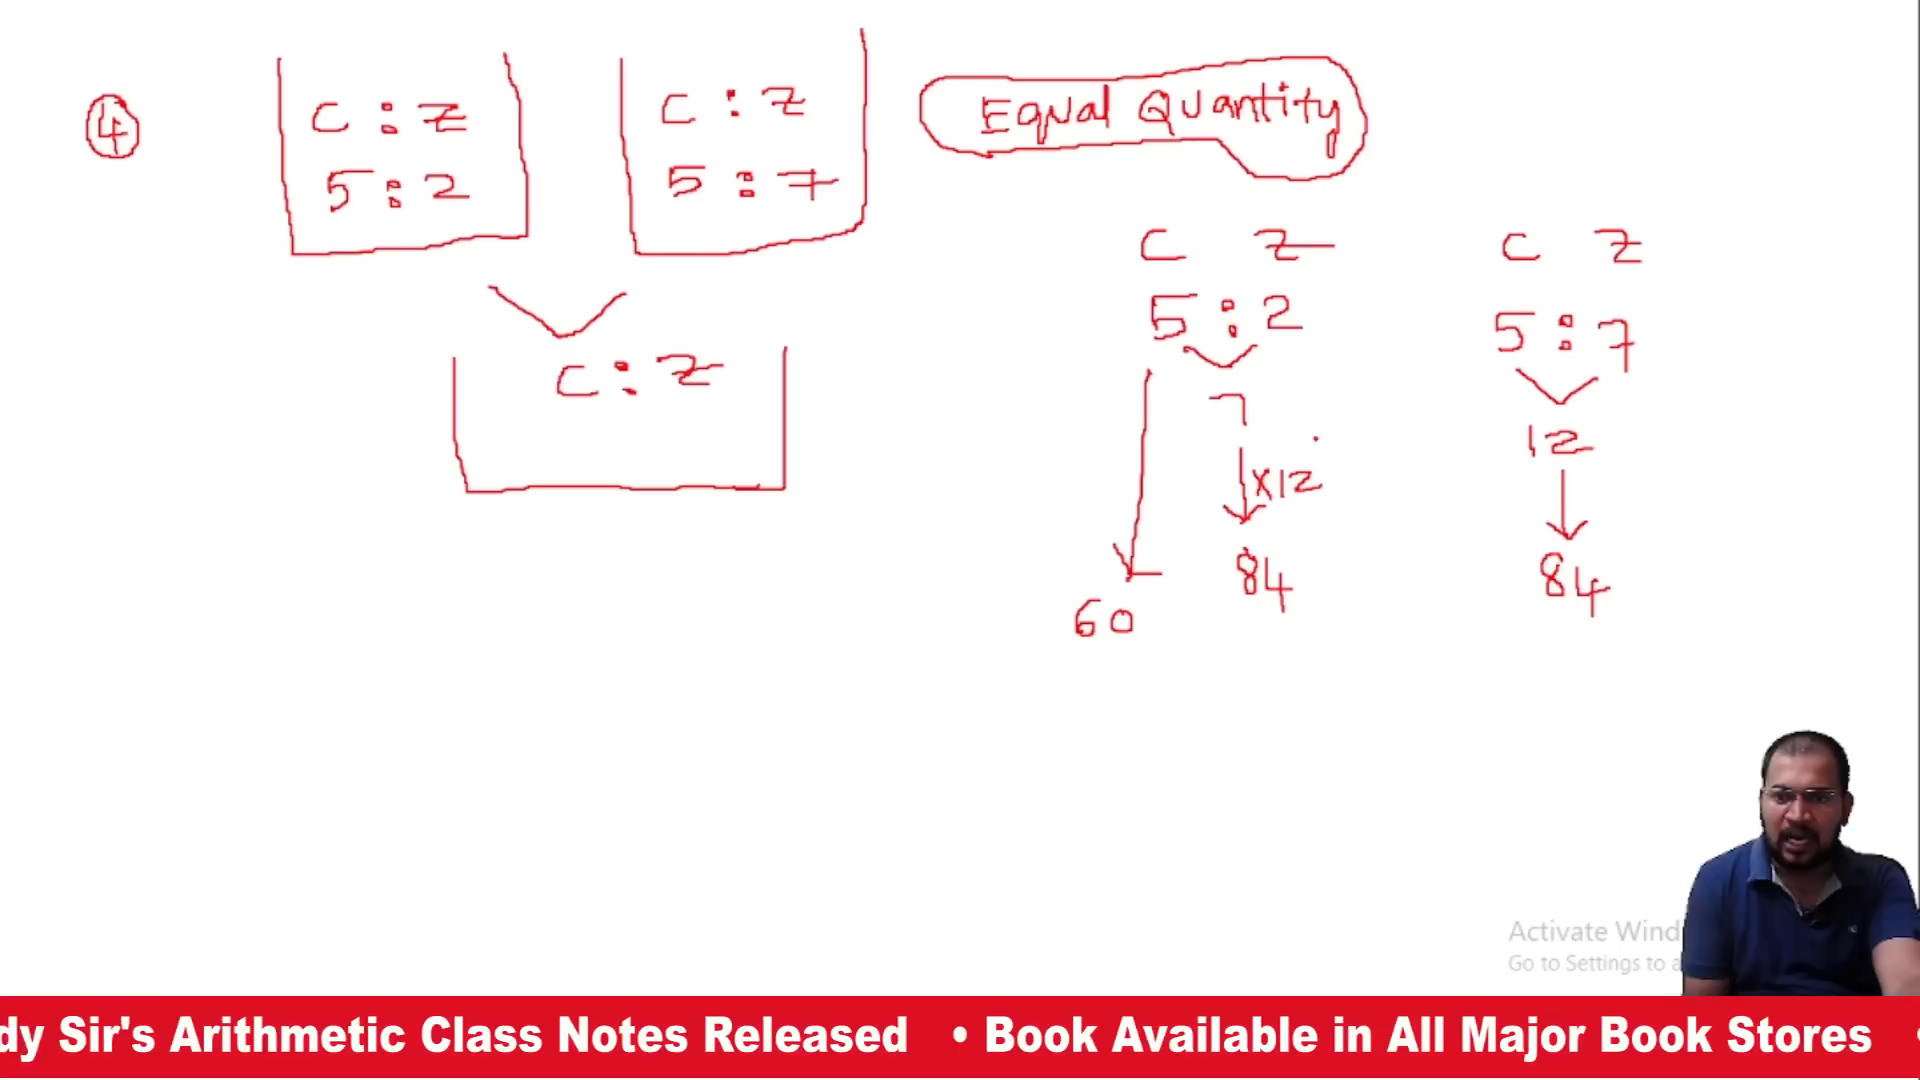 ④
C : Z
5 : 2
C : Z
5 : 7
Equal Quantity
C : Z
C Z
5 : 2
7
×12
84
60
C Z
5 : 7
12
84
Activate Wind
Go to Settings to a
dy Sir's Arithmetic Class Notes Released • Book Available in All Major Book Stores •